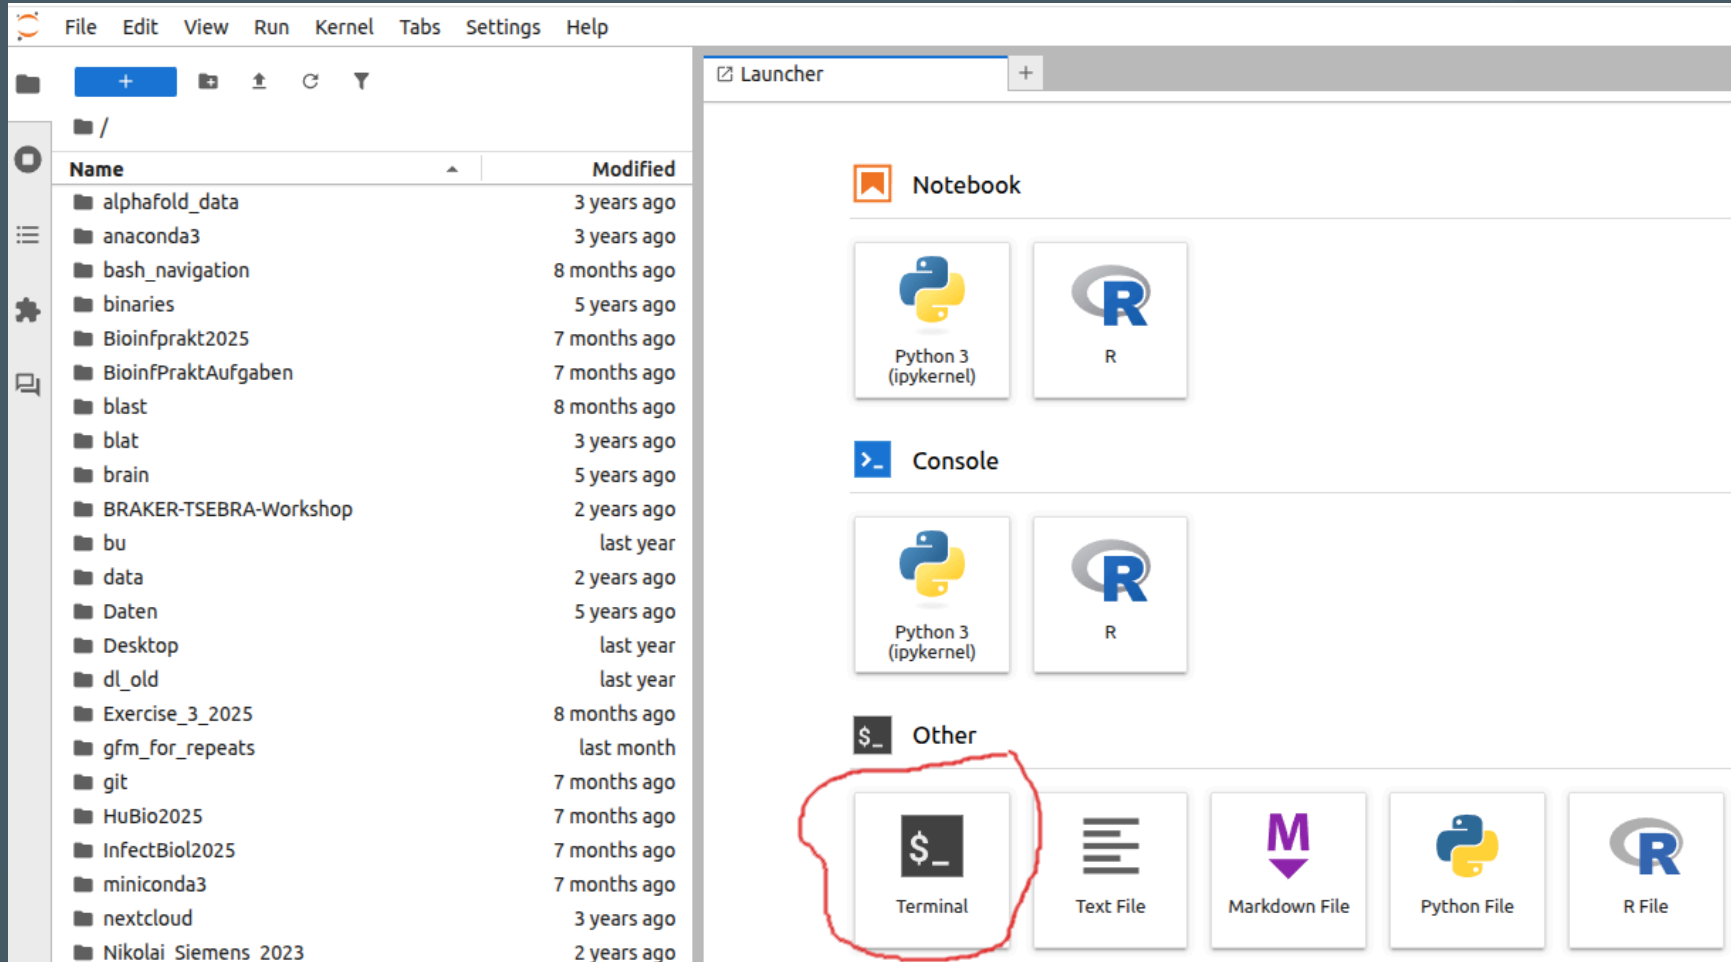 File Edit View Run Kernel Tabs Settings Help
Launcher
/
Name Modified
alphafold_data 3 years ago
anaconda3 3 years ago
bash_navigation 8 months ago
binaries 5 years ago
Bioinfprakt2025 7 months ago
BioinfPraktAufgaben 7 months ago
blast 8 months ago
blat 3 years ago
brain 5 years ago
BRAKER-TSEBRA-Workshop 2 years ago
bu last year
data 2 years ago
Daten 5 years ago
Desktop last year
dl_old last year
Exercise_3_2025 8 months ago
gfm_for_repeats last month
git 7 months ago
HuBio2025 7 months ago
InfectBiol2025 7 months ago
miniconda3 7 months ago
nextcloud 3 years ago
Nikolai_Siemens_2023 2 years ago
Notebook
Python 3
(ipykernel)
R
Console
Python 3
(ipykernel)
R
$_ Other
$_
Terminal
Text File
Markdown File
Python File
R File